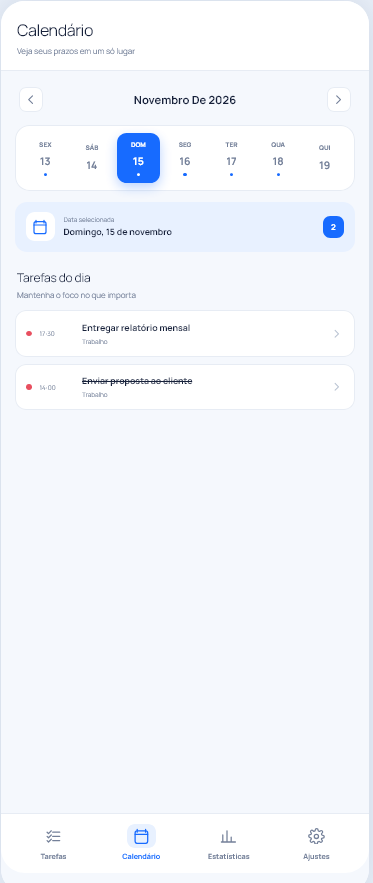 Calendário
Veja seus prazos em um só lugar
Novembro De 2026
SEX SÁB DOM SEG TER QUA QUI
13 14 15 16 17 18 19
Data selecionada
Domingo, 15 de novembro
2
Tarefas do dia
Mantenha o foco no que importa
Entregar relatório mensal
17:30
Trabalho
Enviar proposta ao cliente
14:00
Trabalho
Tarefas Calendário Estatísticas Ajustes